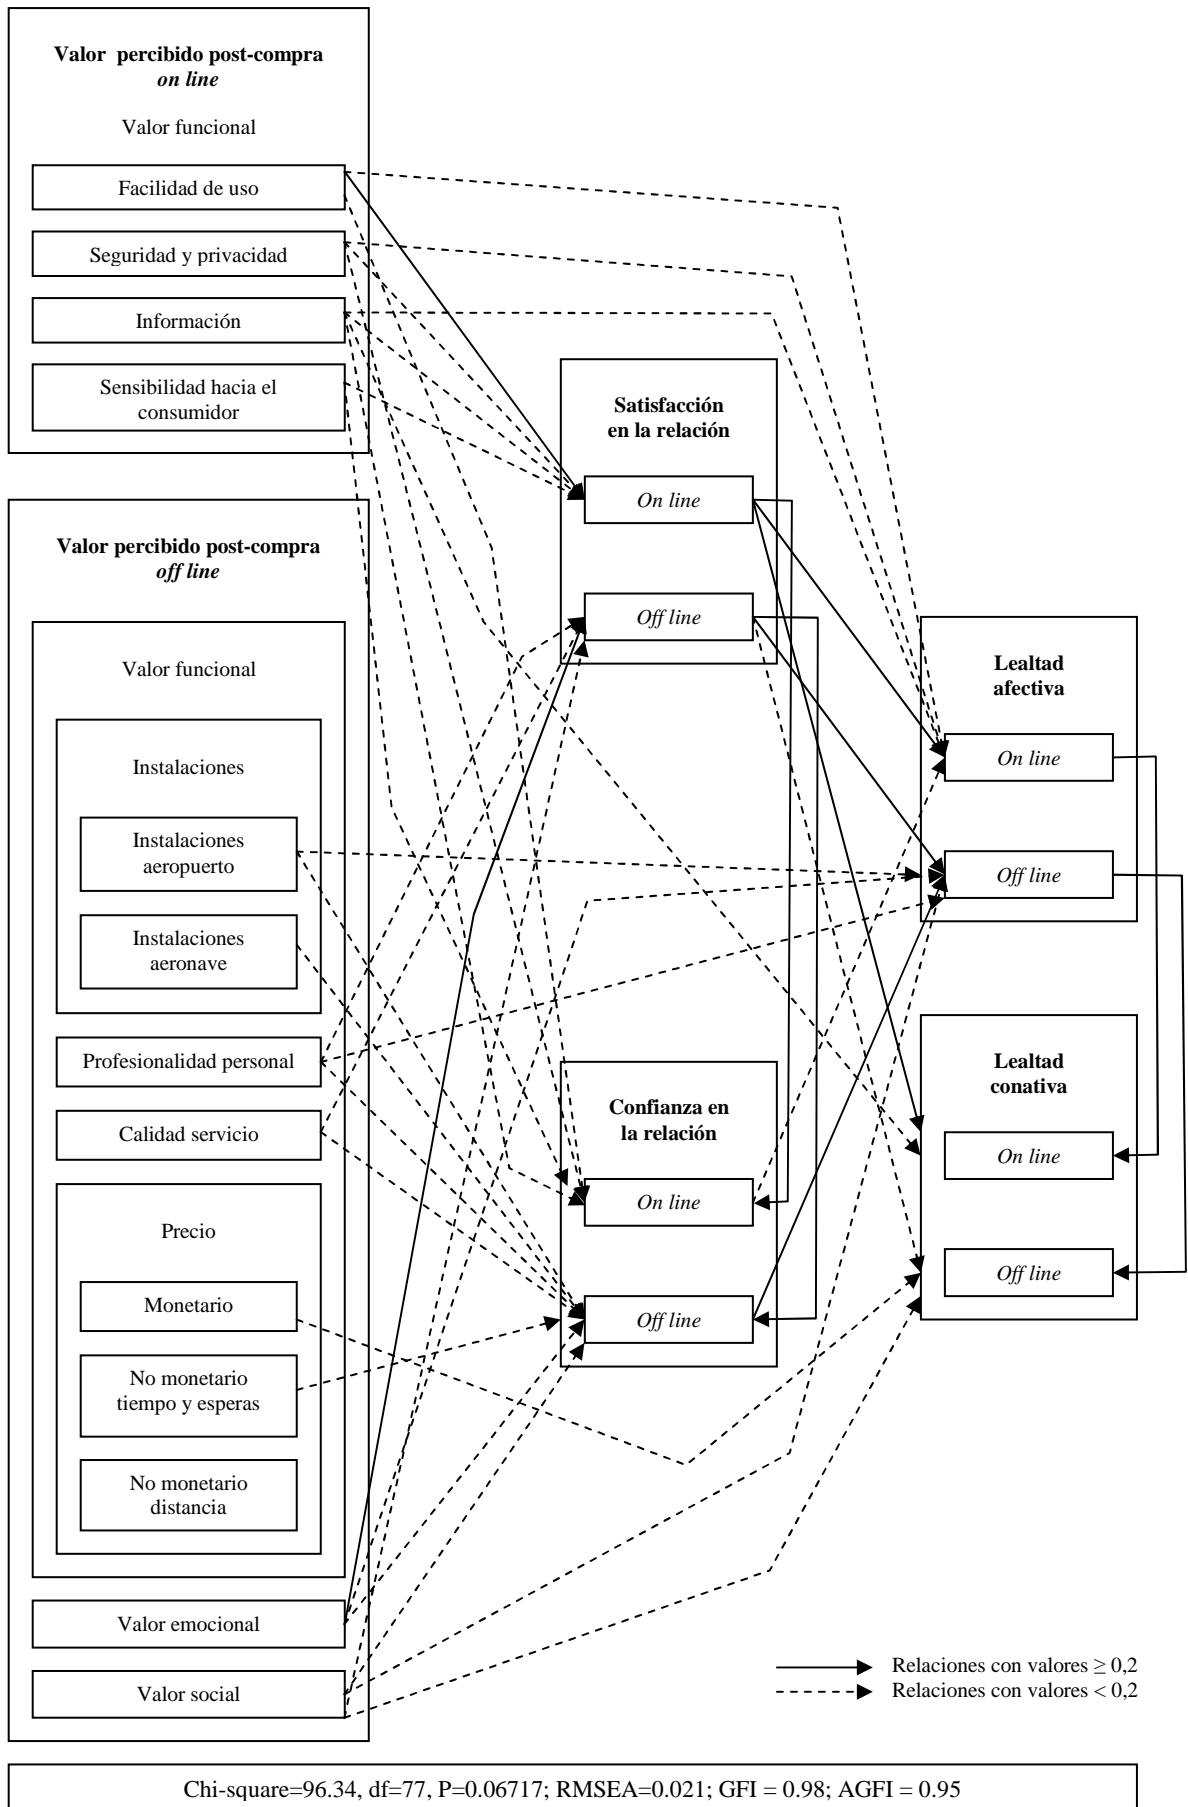 Valor percibido post-compra
on line
Valor funcional
Facilidad de uso
Seguridad y privacidad
Información
Sensibilidad hacia el
consumidor
Valor percibido post-compra
off line
Valor funcional
Instalaciones
Instalaciones
aeropuerto
Instalaciones
aeronave
Profesionalidad personal
Calidad servicio
Precio
Monetario
No monetario
tiempo y esperas
No monetario
distancia
Valor emocional
Valor social
Satisfacción
en la relación
On line
Off line
Confianza en
la relación
On line
Off line
Lealtad
afectiva
On line
Off line
Lealtad
conativa
On line
Off line
Relaciones con valores ≥ 0,2
Relaciones con valores < 0,2
Chi-square=96.34, df=77, P=0.06717; RMSEA=0.021; GFI = 0.98; AGFI = 0.95